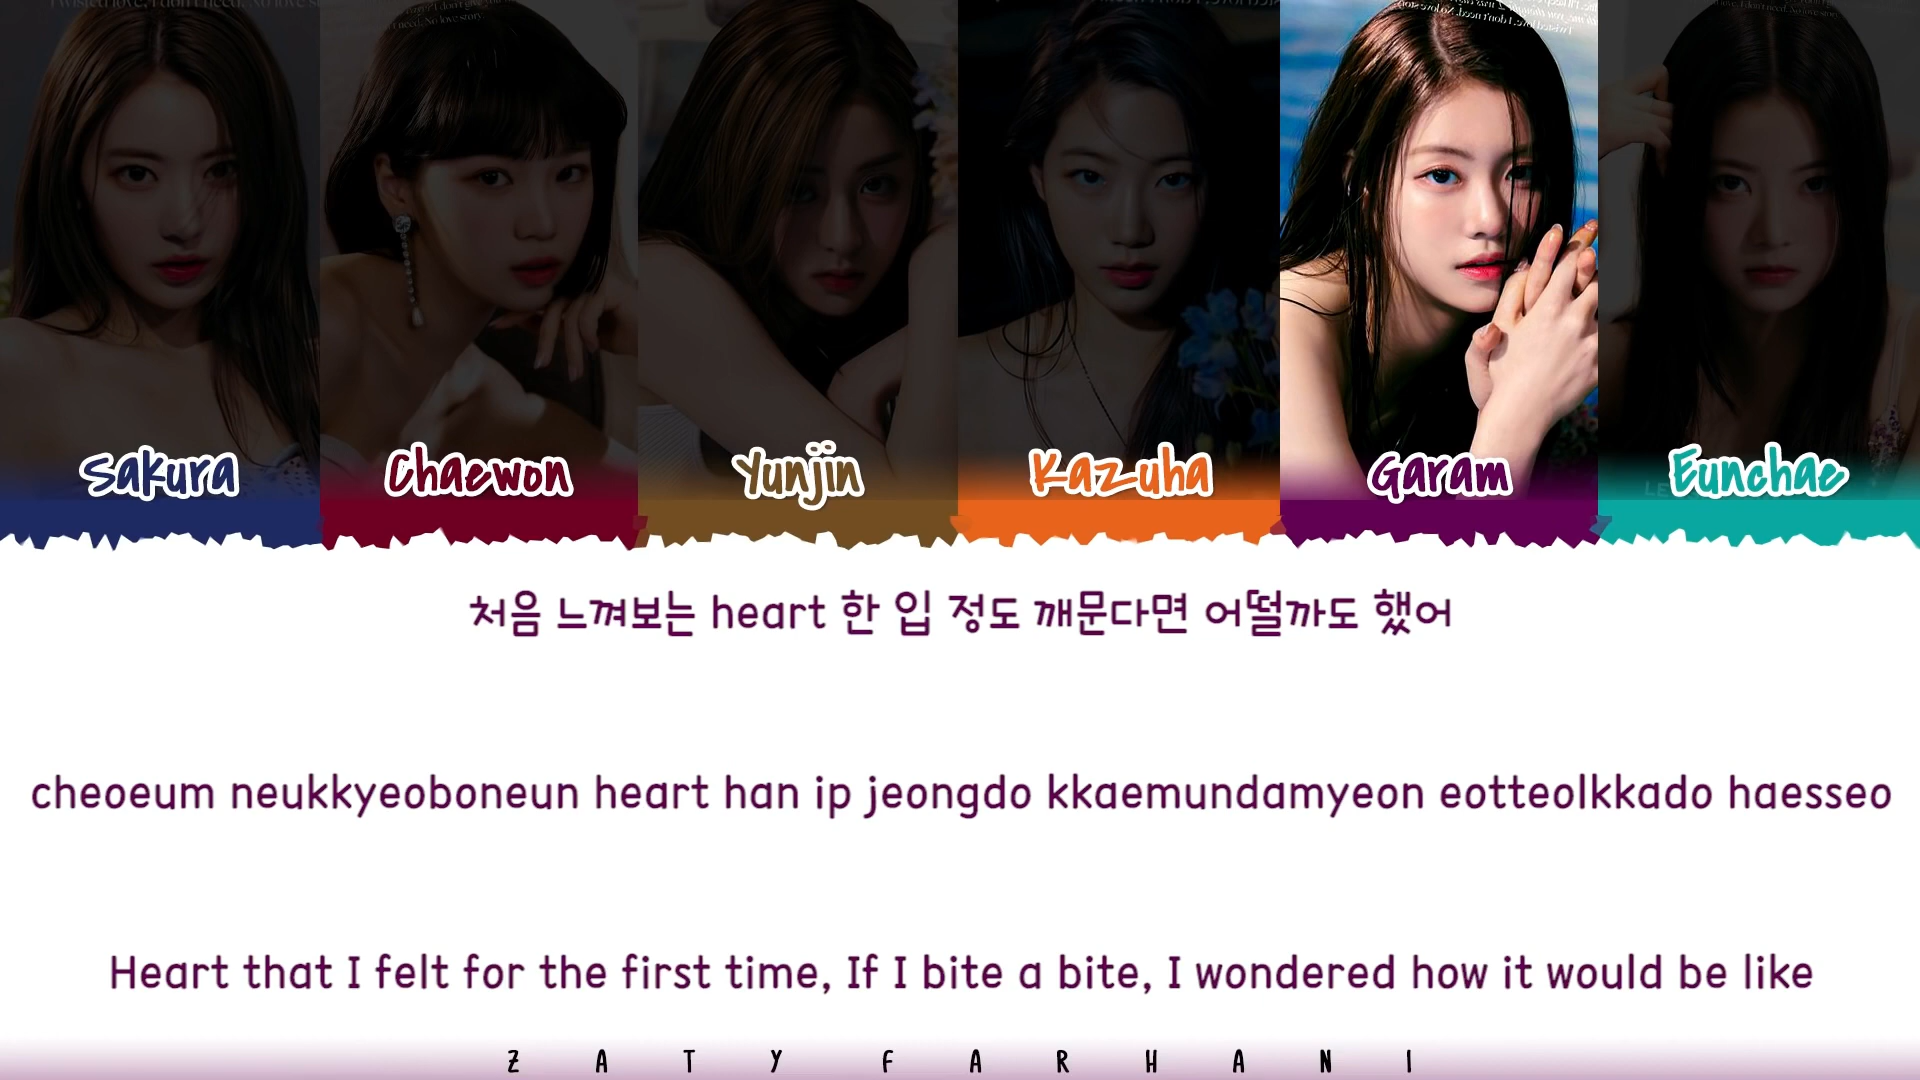 Sakura
Chaewon
Yunjin
Kazuha
Garam
Eunchae
처음 느껴보는 heart 한 입 정도 깨문다면 어떨까도 했어
cheoeum neukkyeoboneun heart han ip jeongdo kkaemundamyeon eotteolkkado haesseo
Heart that I felt for the first time, If I bite a bite, I wondered how it would be like
ZATY FARHANI